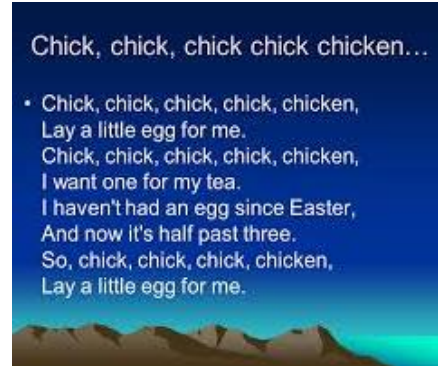 Chick, chick, chick chick chicken…
• Chick, chick, chick, chick, chicken,
Lay a little egg for me.
Chick, chick, chick, chick, chicken,
I want one for my tea.
I haven't had an egg since Easter,
And now it's half past three.
So, chick, chick, chick, chicken,
Lay a little egg for me.